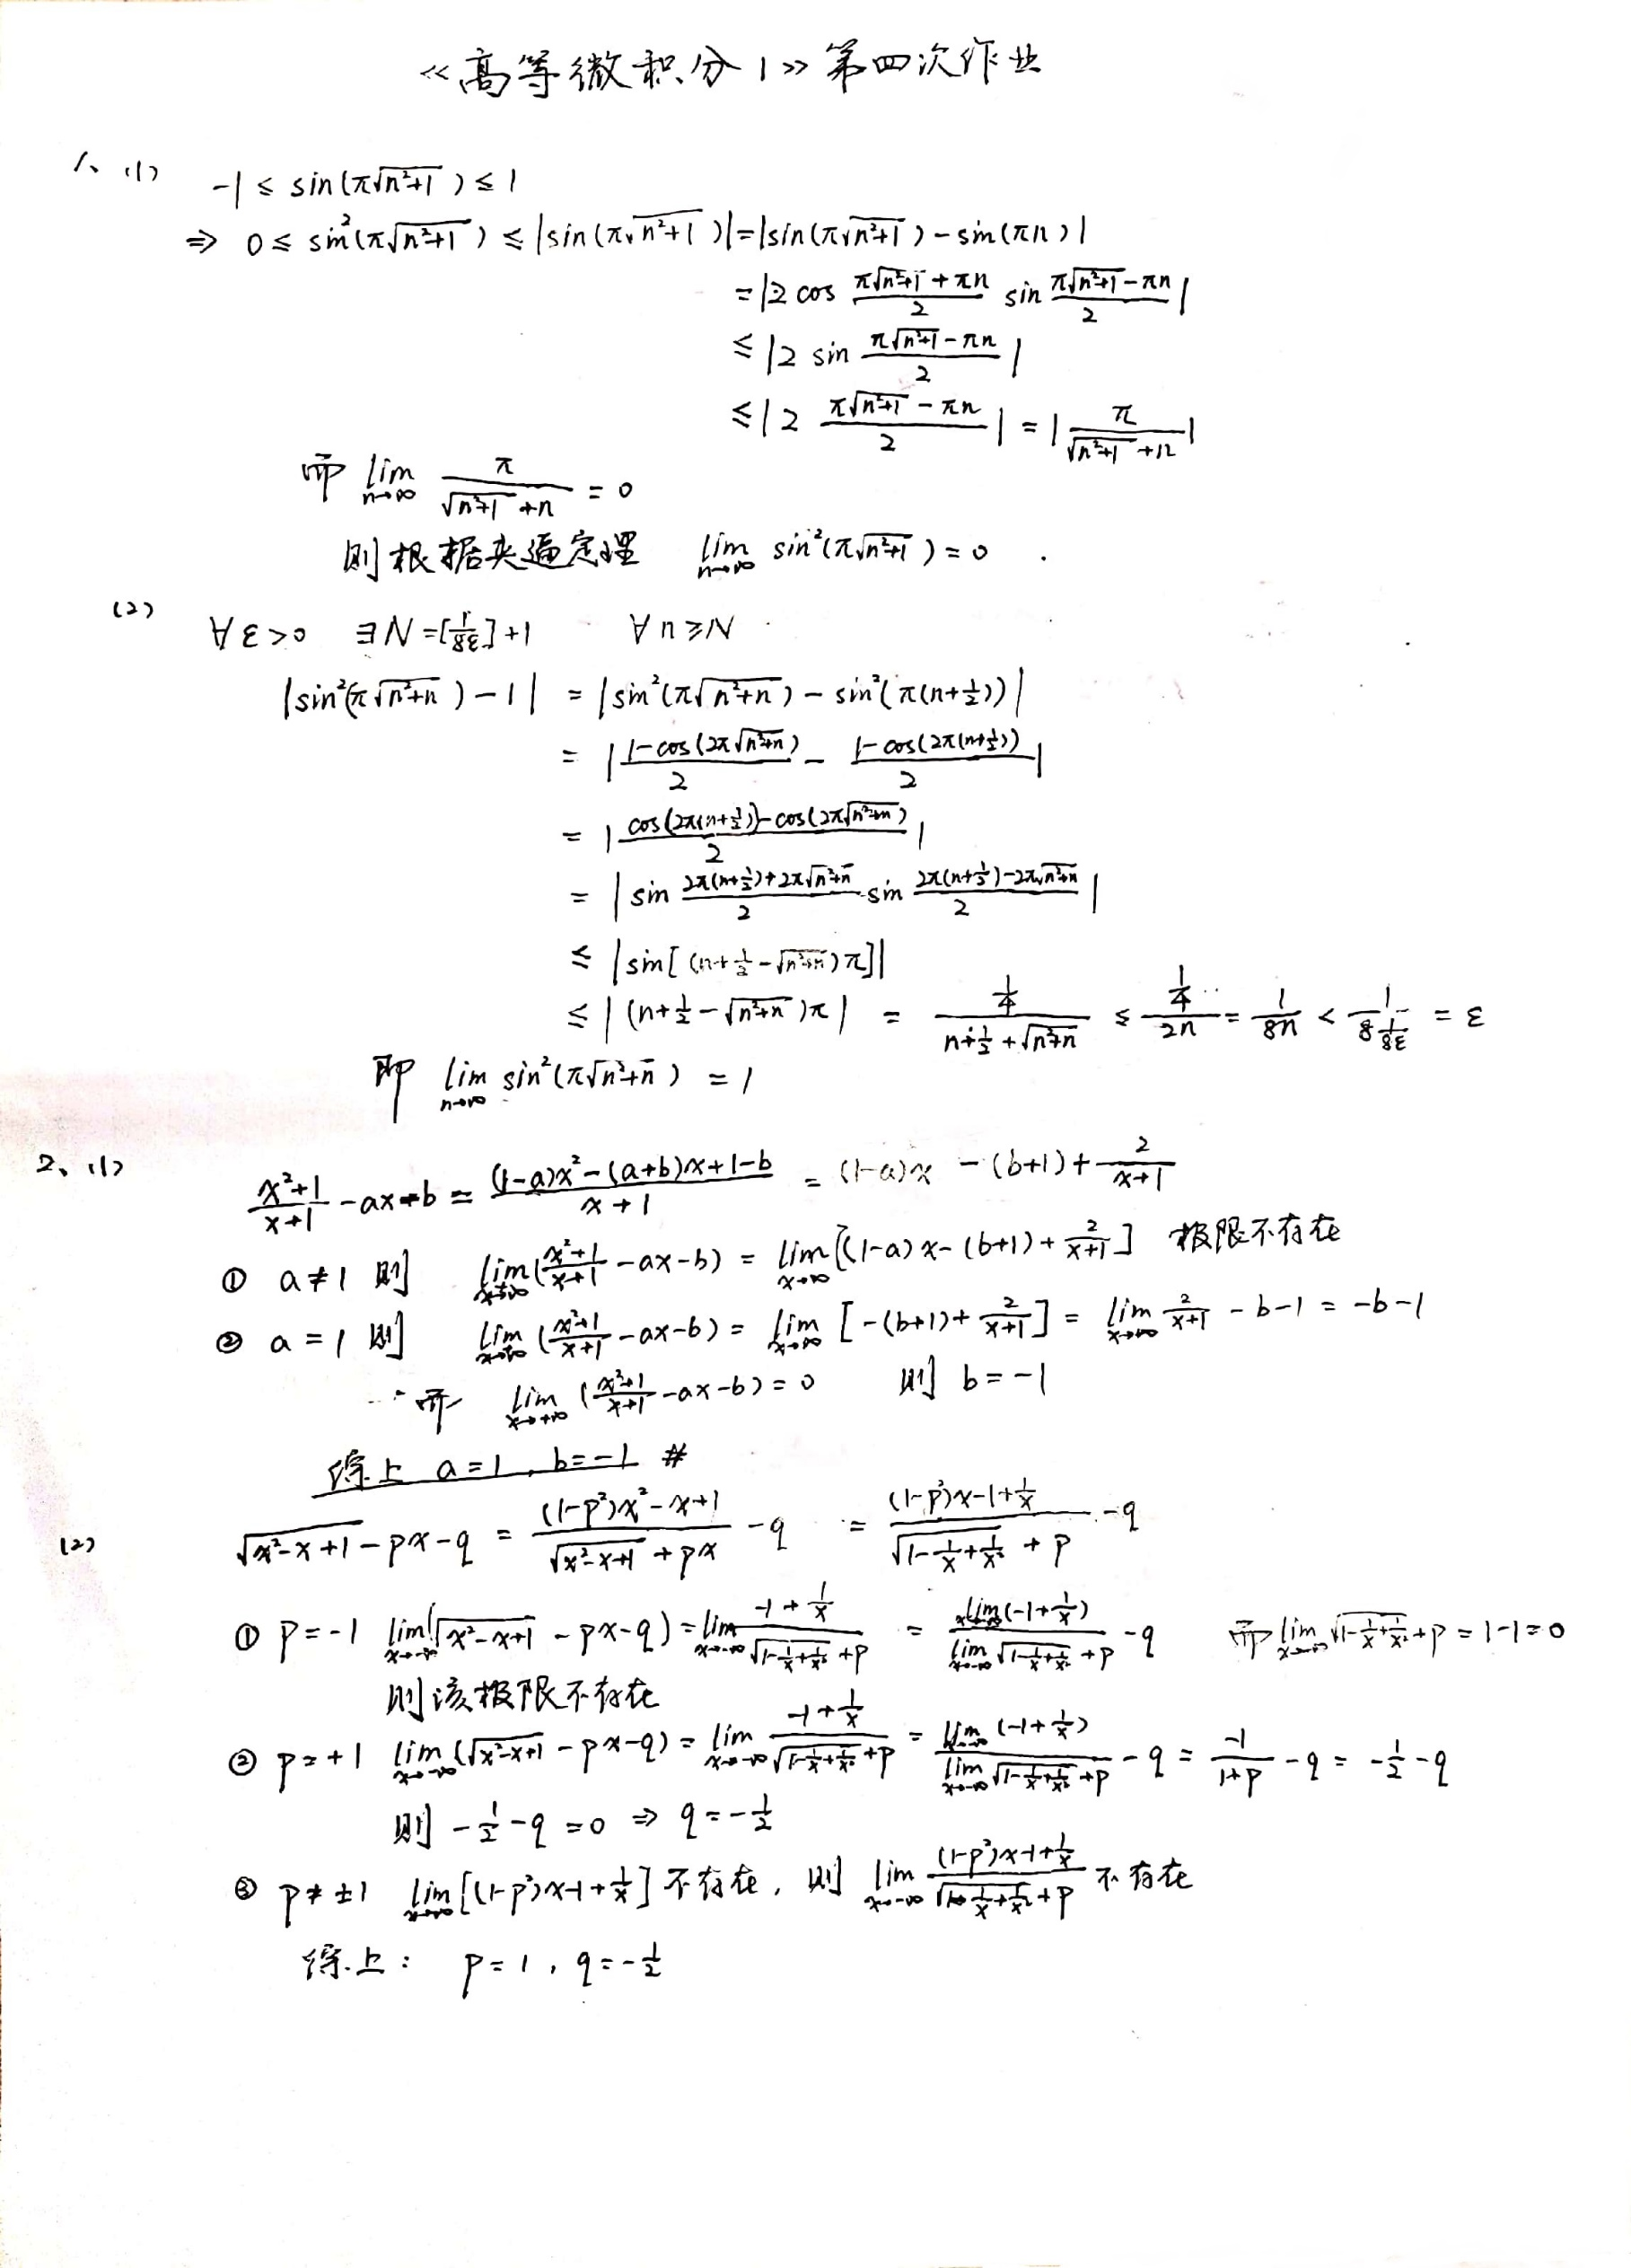 《高等微积分1》第四次作业
1、(1) -1 ≤ sin(π√(n²+1)) ≤ 1
⇒ 0 ≤ sin²(π√(n²+1)) ≤ |sin(π√(n²+1))| = |sin(π√(n²+1)) - sin(πn)|
= |2 cos (π√(n²+1)+πn)/2 sin (π√(n²+1)-πn)/2|
≤ |2 sin (π√(n²+1)-πn)/2|
≤ |2 (π√(n²+1)-πn)/2| = |π/(√(n²+1)+n)|
而 lim_{n→∞} π/(√(n²+1)+n) = 0
则根据夹逼定理 lim_{n→∞} sin²(π√(n²+1)) = 0 .
(2) ∀ε>0 ∃N=[1/(8ε)]+1 ∀n≥N
|sin²(π√(n²+n))-1| = |sin²(π√(n²+n)) - sin²(π(n+1/2))|
= |(1-cos(2π√(n²+n)))/2 - (1-cos(2π(n+1/2)))/2|
= |(cos(2π(n+1/2))-cos(2π√(n²+n)))/2|
= |sin (2π(n+1/2)+2π√(n²+n))/2 · sin (2π(n+1/2)-2π√(n²+n))/2|
≤ |sin[(n+1/2-√(n²+n))π]|
≤ |(n+1/2-√(n²+n))π| = (1/4)/(n+1/2+√(n²+n)) ≤ (1/4)/(2n) = 1/(8n) < 1/(8·1/(8ε)) = ε
即 lim_{n→∞} sin²(π√(n²+n)) = 1
2、(1) (x²+1)/(x+1) - ax - b = ((1-a)x²-(a+b)x+1-b)/(x+1) = (1-a)x - (b+1) + 2/(x+1)
① a≠1 则 lim_{x→+∞}((x²+1)/(x+1) - ax-b) = lim_{x→∞}[(1-a)x-(b+1)+2/(x+1)] 极限不存在
② a=1 则 lim_{x→+∞}((x²+1)/(x+1) - ax-b) = lim_{x→∞}[-(b+1)+2/(x+1)] = lim_{x→+∞} 2/(x+1) - b-1 = -b-1
而 lim_{x→+∞}((x²+1)/(x+1) - ax-b) = 0 则 b=-1
综上 a=1, b=-1 #
(2) √(x²-x+1) - px - q = ((1-p²)x²-x+1)/(√(x²-x+1)+px) - q = ((1-p²)x-1+1/x)/(√(1-1/x+1/x²)+p) - q
① p=-1 lim_{x→-∞}(√(x²-x+1) - px-q) = lim_{x→-∞} (-1+1/x)/(√(1-1/x+1/x²)+p) = lim_{x→-∞}(-1+1/x)/lim_{x→-∞}√(1-1/x+1/x²)+p - q 而 lim_{x→-∞}√(1-1/x+1/x²)+p = 1-1=0
则该极限不存在
② p=+1 lim_{x→-∞}(√(x²-x+1) - px-q) = lim_{x→-∞} (-1+1/x)/(√(1-1/x+1/x²)+p) = lim_{x→-∞}(-1+1/x)/lim_{x→-∞}√(1-1/x+1/x²)+p - q = -1/(1+p) - q = -1/2 - q
则 -1/2 - q = 0 ⇒ q = -1/2
③ p≠±1 lim_{x→-∞}[(1-p²)x-1+1/x] 不存在, 则 lim_{x→-∞} ((1-p²)x-1+1/x)/(√(1-1/x+1/x²)+p) 不存在
综上: p=1, q=-1/2